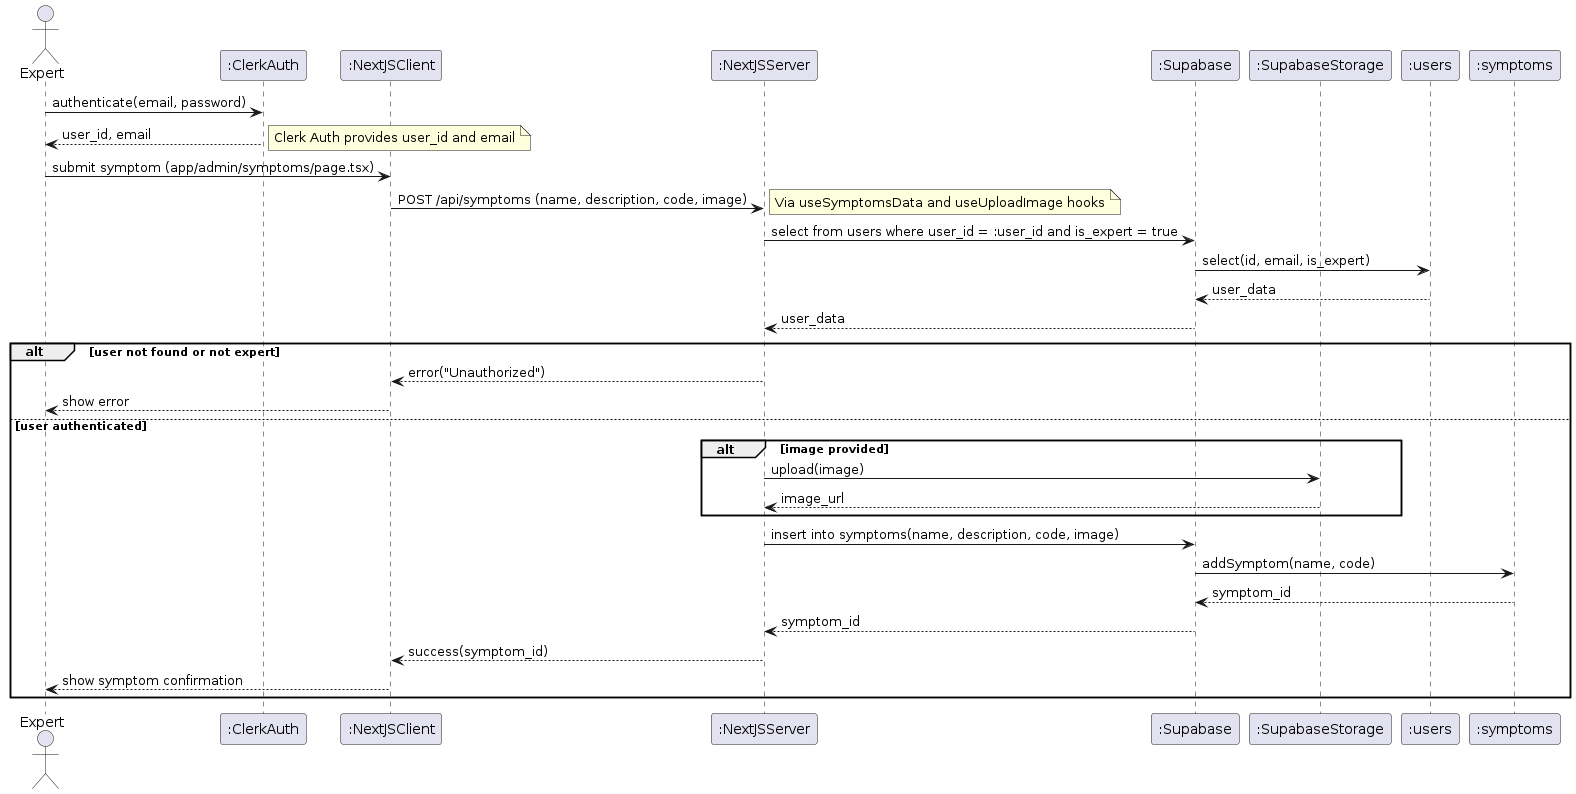 Expert
:ClerkAuth
:NextJSClient
:NextJSServer
:Supabase
:SupabaseStorage
:users
:symptoms
authenticate(email, password)
user_id, email
Clerk Auth provides user_id and email
submit symptom (app/admin/symptoms/page.tsx)
POST /api/symptoms (name, description, code, image)
Via useSymptomsData and useUploadImage hooks
select from users where user_id = :user_id and is_expert = true
select(id, email, is_expert)
user_data
user_data
alt [user not found or not expert]
error("Unauthorized")
show error
[user authenticated]
alt [image provided]
upload(image)
image_url
insert into symptoms(name, description, code, image)
addSymptom(name, code)
symptom_id
symptom_id
success(symptom_id)
show symptom confirmation
Expert
:ClerkAuth
:NextJSClient
:NextJSServer
:Supabase
:SupabaseStorage
:users
:symptoms